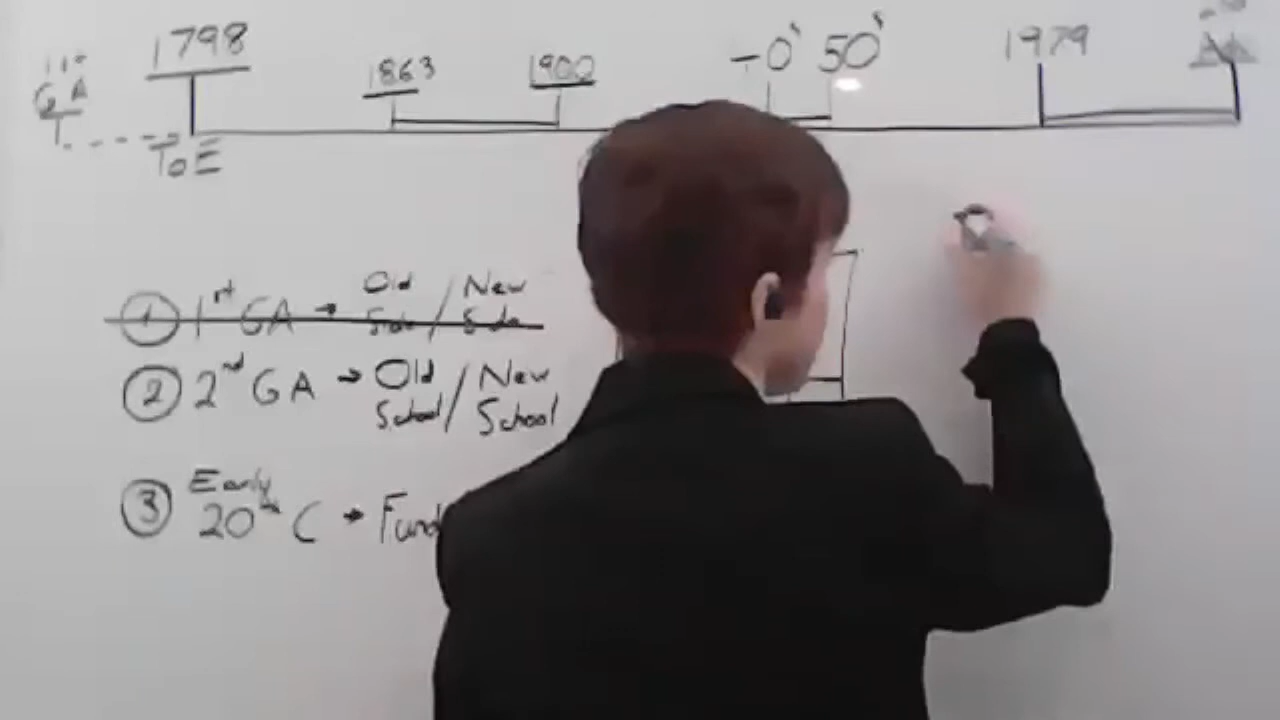 1798
GA
1863
1900
50's
1979
ToE
① 1st GA → Old Side / New Side
② 2nd GA → Old School / New School
③ Early 20th C → Fund